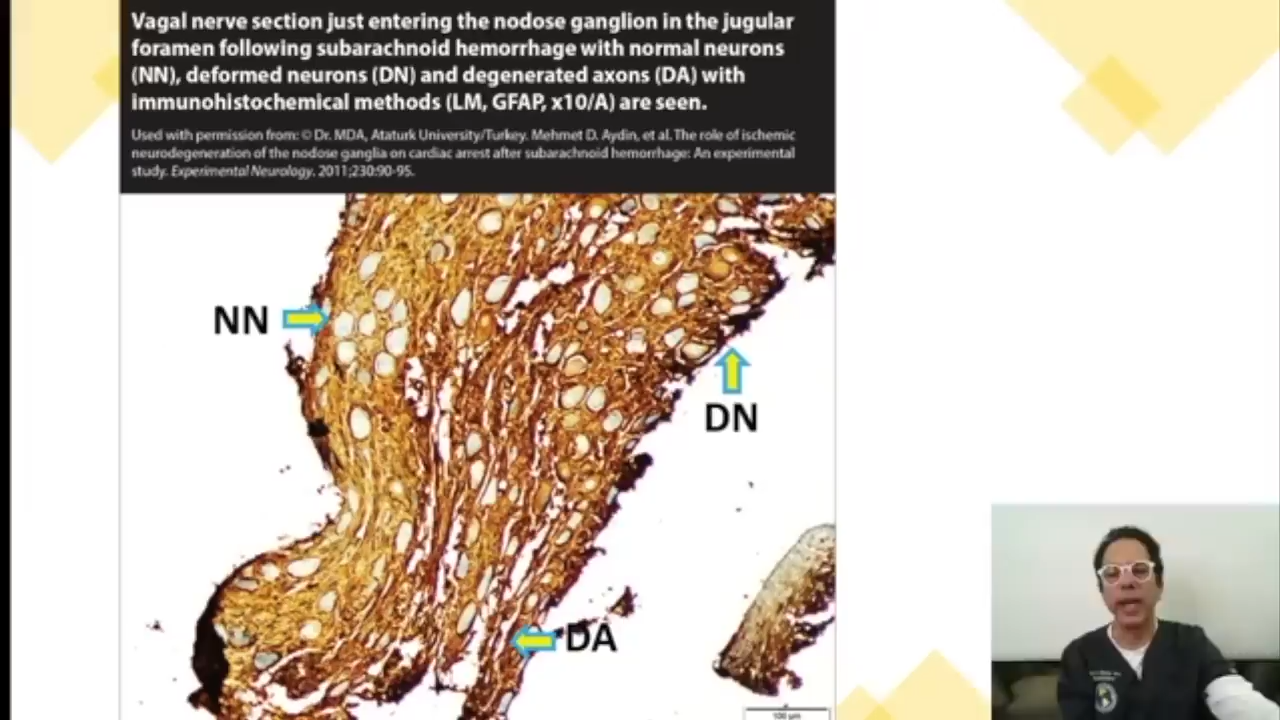 Vagal nerve section just entering the nodose ganglion in the jugular
foramen following subarachnoid hemorrhage with normal neurons
(NN), deformed neurons (DN) and degenerated axons (DA) with
immunohistochemical methods (LM, GFAP, x10/A) are seen.
Used with permission from: © Dr. MDA, Ataturk University/Turkey. Mehmet D. Aydin, et al. The role of ischemic
neurodegeneration of the nodose ganglia on cardiac arrest after subarachnoid hemorrhage: An experimental
study. Experimental Neurology. 2011;230:90-95.
NN
DN
DA
100 µm